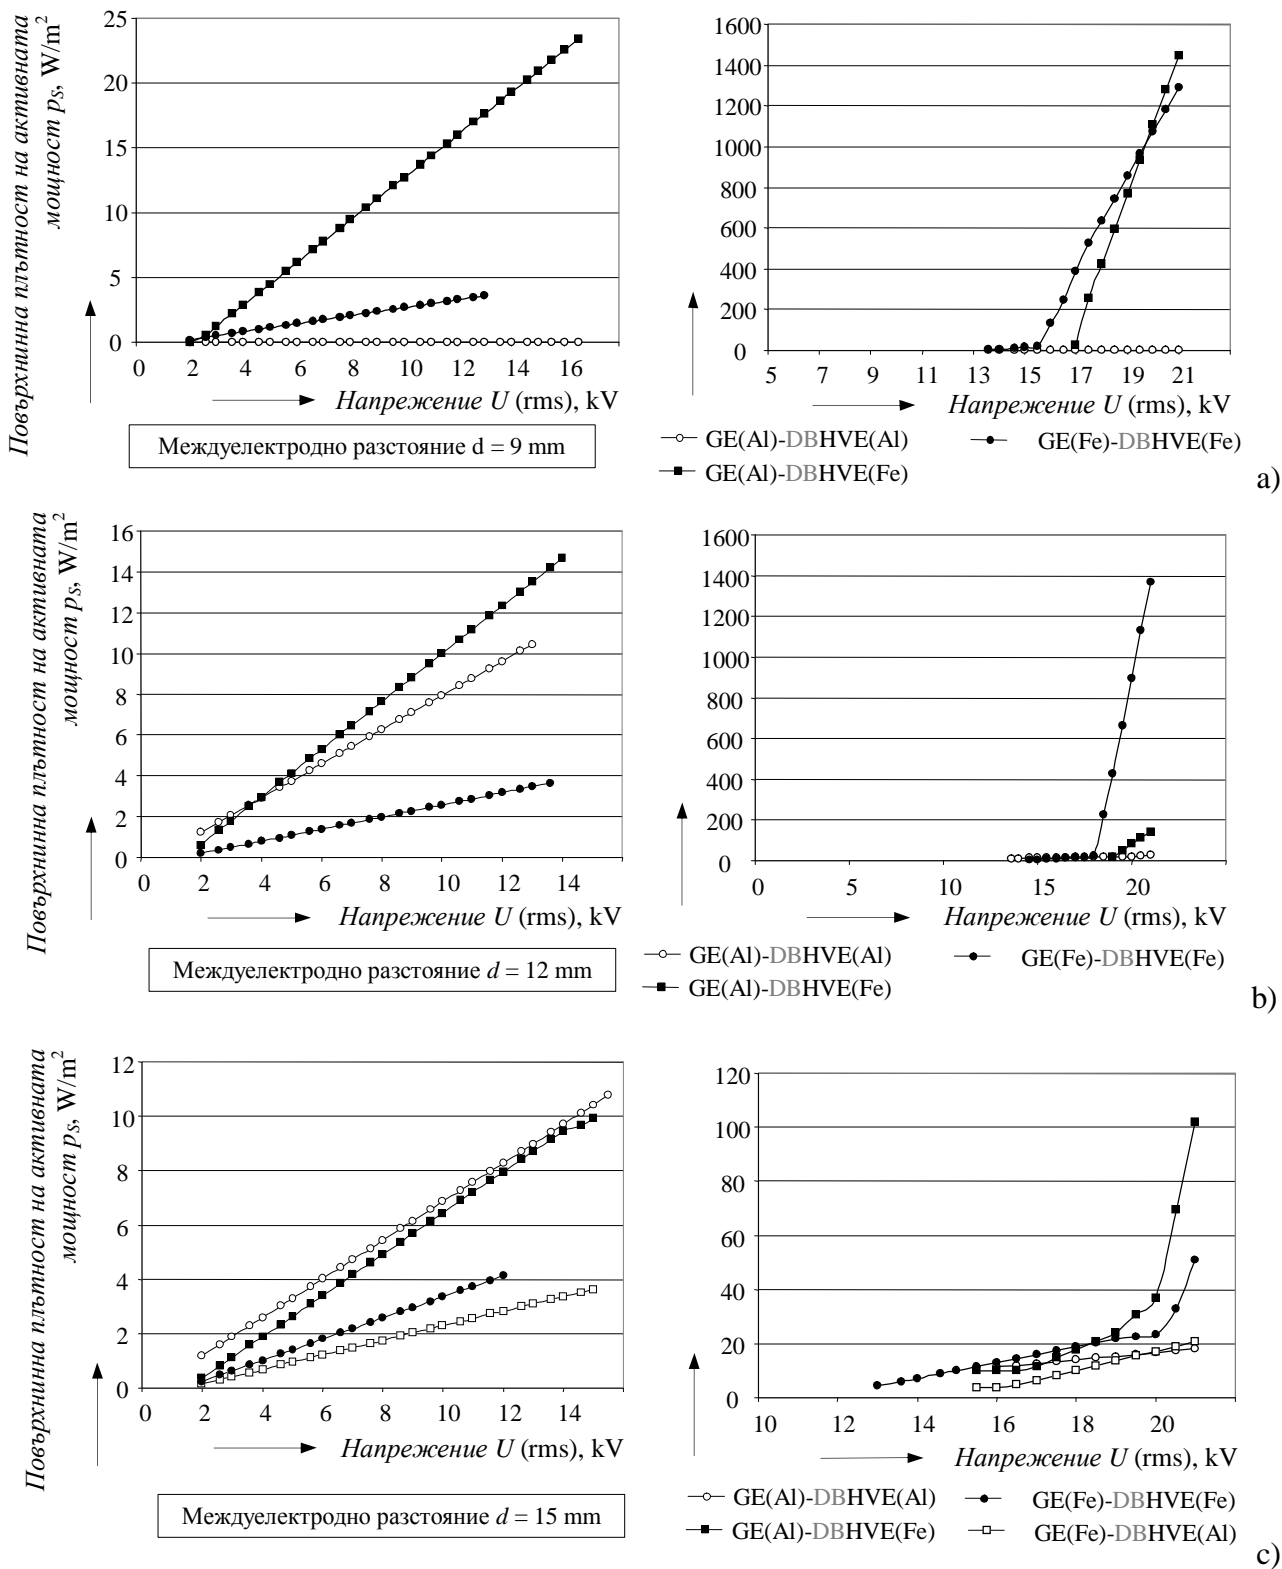 Повърхнинна плътност на активната
мощност pS, W/m²
25
20
15
10
5
0
0 2 4 6 8 10 12 14 16
Напрежение U (rms), kV
Междуелектродно разстояние d = 9 mm
1600
1400
1200
1000
800
600
400
200
0
5 7 9 11 13 15 17 19 21
Напрежение U (rms), kV
GE(Al)-DBHVE(Al) GE(Fe)-DBHVE(Fe)
GE(Al)-DBHVE(Fe)
a)
Повърхнинна плътност на активната
мощност pS, W/m²
16
14
12
10
8
6
4
2
0
0 2 4 6 8 10 12 14
Напрежение U (rms), kV
Междуелектродно разстояние d = 12 mm
1600
1400
1200
1000
800
600
400
200
0
0 5 10 15 20
Напрежение U (rms), kV
GE(Al)-DBHVE(Al) GE(Fe)-DBHVE(Fe)
GE(Al)-DBHVE(Fe)
b)
Повърхнинна плътност на активната
мощност pS, W/m²
12
10
8
6
4
2
0
0 2 4 6 8 10 12 14
Напрежение U (rms), kV
Междуелектродно разстояние d = 15 mm
120
100
80
60
40
20
0
10 12 14 16 18 20
Напрежение U (rms), kV
GE(Al)-DBHVE(Al) GE(Fe)-DBHVE(Fe)
GE(Al)-DBHVE(Fe) GE(Fe)-DBHVE(Al)
c)